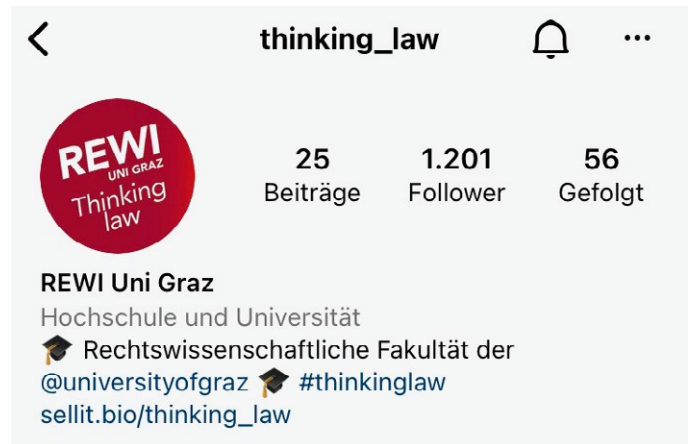 thinking_law
REWI
UNI GRAZ
Thinking
law
25 1.201 56
Beiträge Follower Gefolgt
REWI Uni Graz
Hochschule und Universität
🎓 Rechtswissenschaftliche Fakultät der
@universityofgraz 🎓 #thinkinglaw
sellit.bio/thinking_law